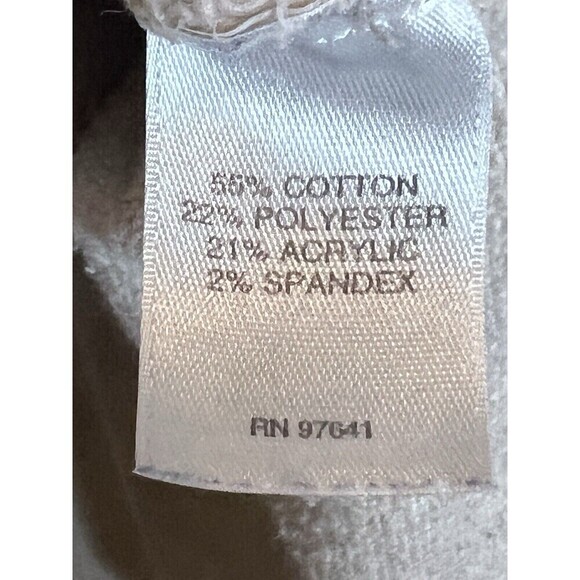 55% COTTON
22% POLYESTER
21% ACRYLIC
2% SPANDEX
RN 97641